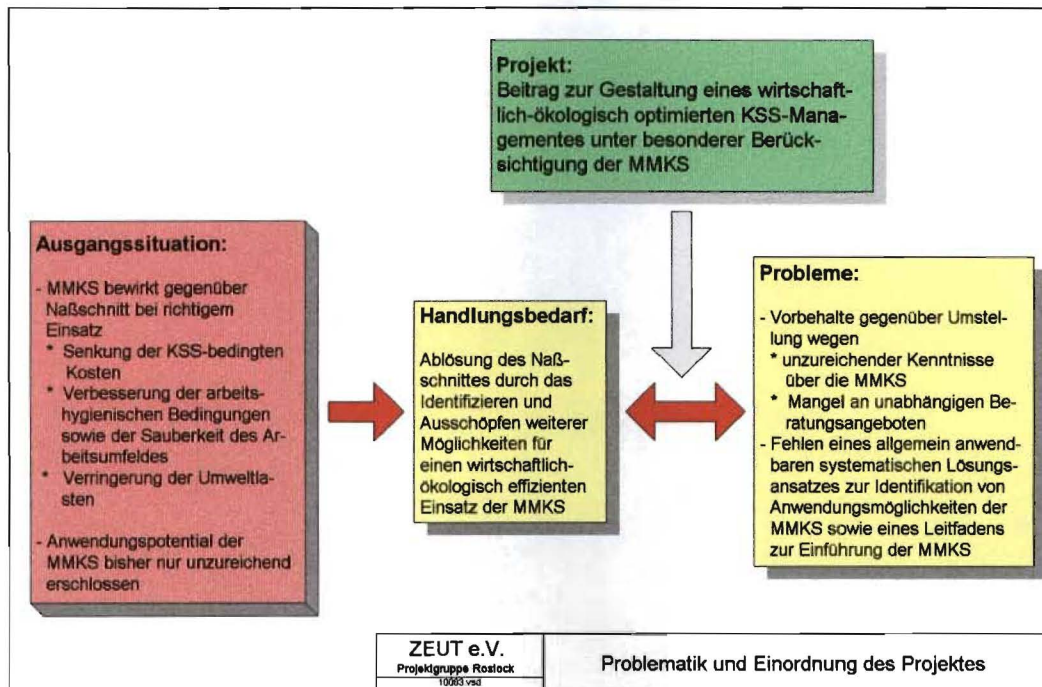 Projekt:
Beitrag zur Gestaltung eines wirtschaft-
lich-ökologisch optimierten KSS-Mana-
gementes unter besonderer Berück-
sichtigung der MMKS
Ausgangssituation:
- MMKS bewirkt gegenüber
Naßschnitt bei richtigem
Einsatz
* Senkung der KSS-bedingten
Kosten
* Verbesserung der arbeits-
hygienischen Bedingungen
sowie der Sauberkeit des Ar-
beitsumfeldes
* Verringerung der Umweltla-
sten
- Anwendungspotential der
MMKS bisher nur unzureichend
erschlossen
Handlungsbedarf:
Ablösung des Naß-
schnittes durch das
Identifizieren und
Ausschöpfen weiterer
Möglichkeiten für
einen wirtschaftlich-
ökologisch effizienten
Einsatz der MMKS
Probleme:
- Vorbehalte gegenüber Umstel-
lung wegen
* unzureichender Kenntnisse
über die MMKS
* Mangel an unabhängigen Be-
ratungsangeboten
- Fehlen eines allgemein anwend-
baren systematischen Lösungs-
ansatzes zur Identifikation von
Anwendungsmöglichkeiten der
MMKS sowie eines Leitfadens
zur Einführung der MMKS
ZEUT e.V.
Projektgruppe Rostock
10063.vsd
Problematik und Einordnung des Projektes